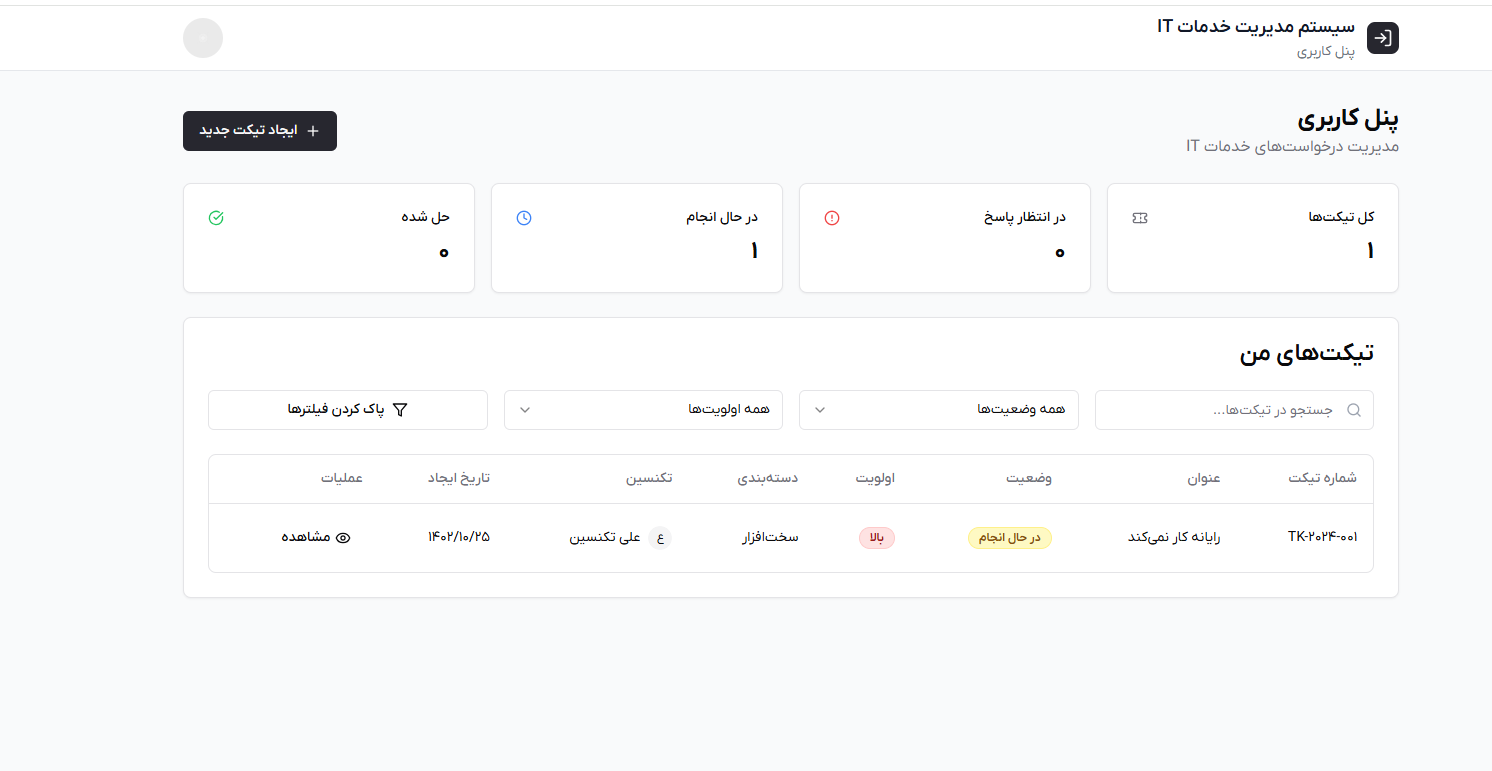 سیستم مدیریت خدمات IT
پنل کاربری
پنل کاربری
مدیریت درخواست‌های خدمات IT
ایجاد تیکت جدید
کل تیکت‌ها
۱
در انتظار پاسخ
۰
در حال انجام
۱
حل شده
۰
تیکت‌های من
جستجو در تیکت‌ها...
همه وضعیت‌ها
همه اولویت‌ها
پاک کردن فیلترها
شماره تیکت عنوان وضعیت اولویت دسته‌بندی تکنسین تاریخ ایجاد عملیات
TK-۲۰۲۴-۰۰۱ رایانه کار نمی‌کند در حال انجام بالا سخت‌افزار ع علی تکنسین ۱۴۰۲/۱۰/۲۵ مشاهده